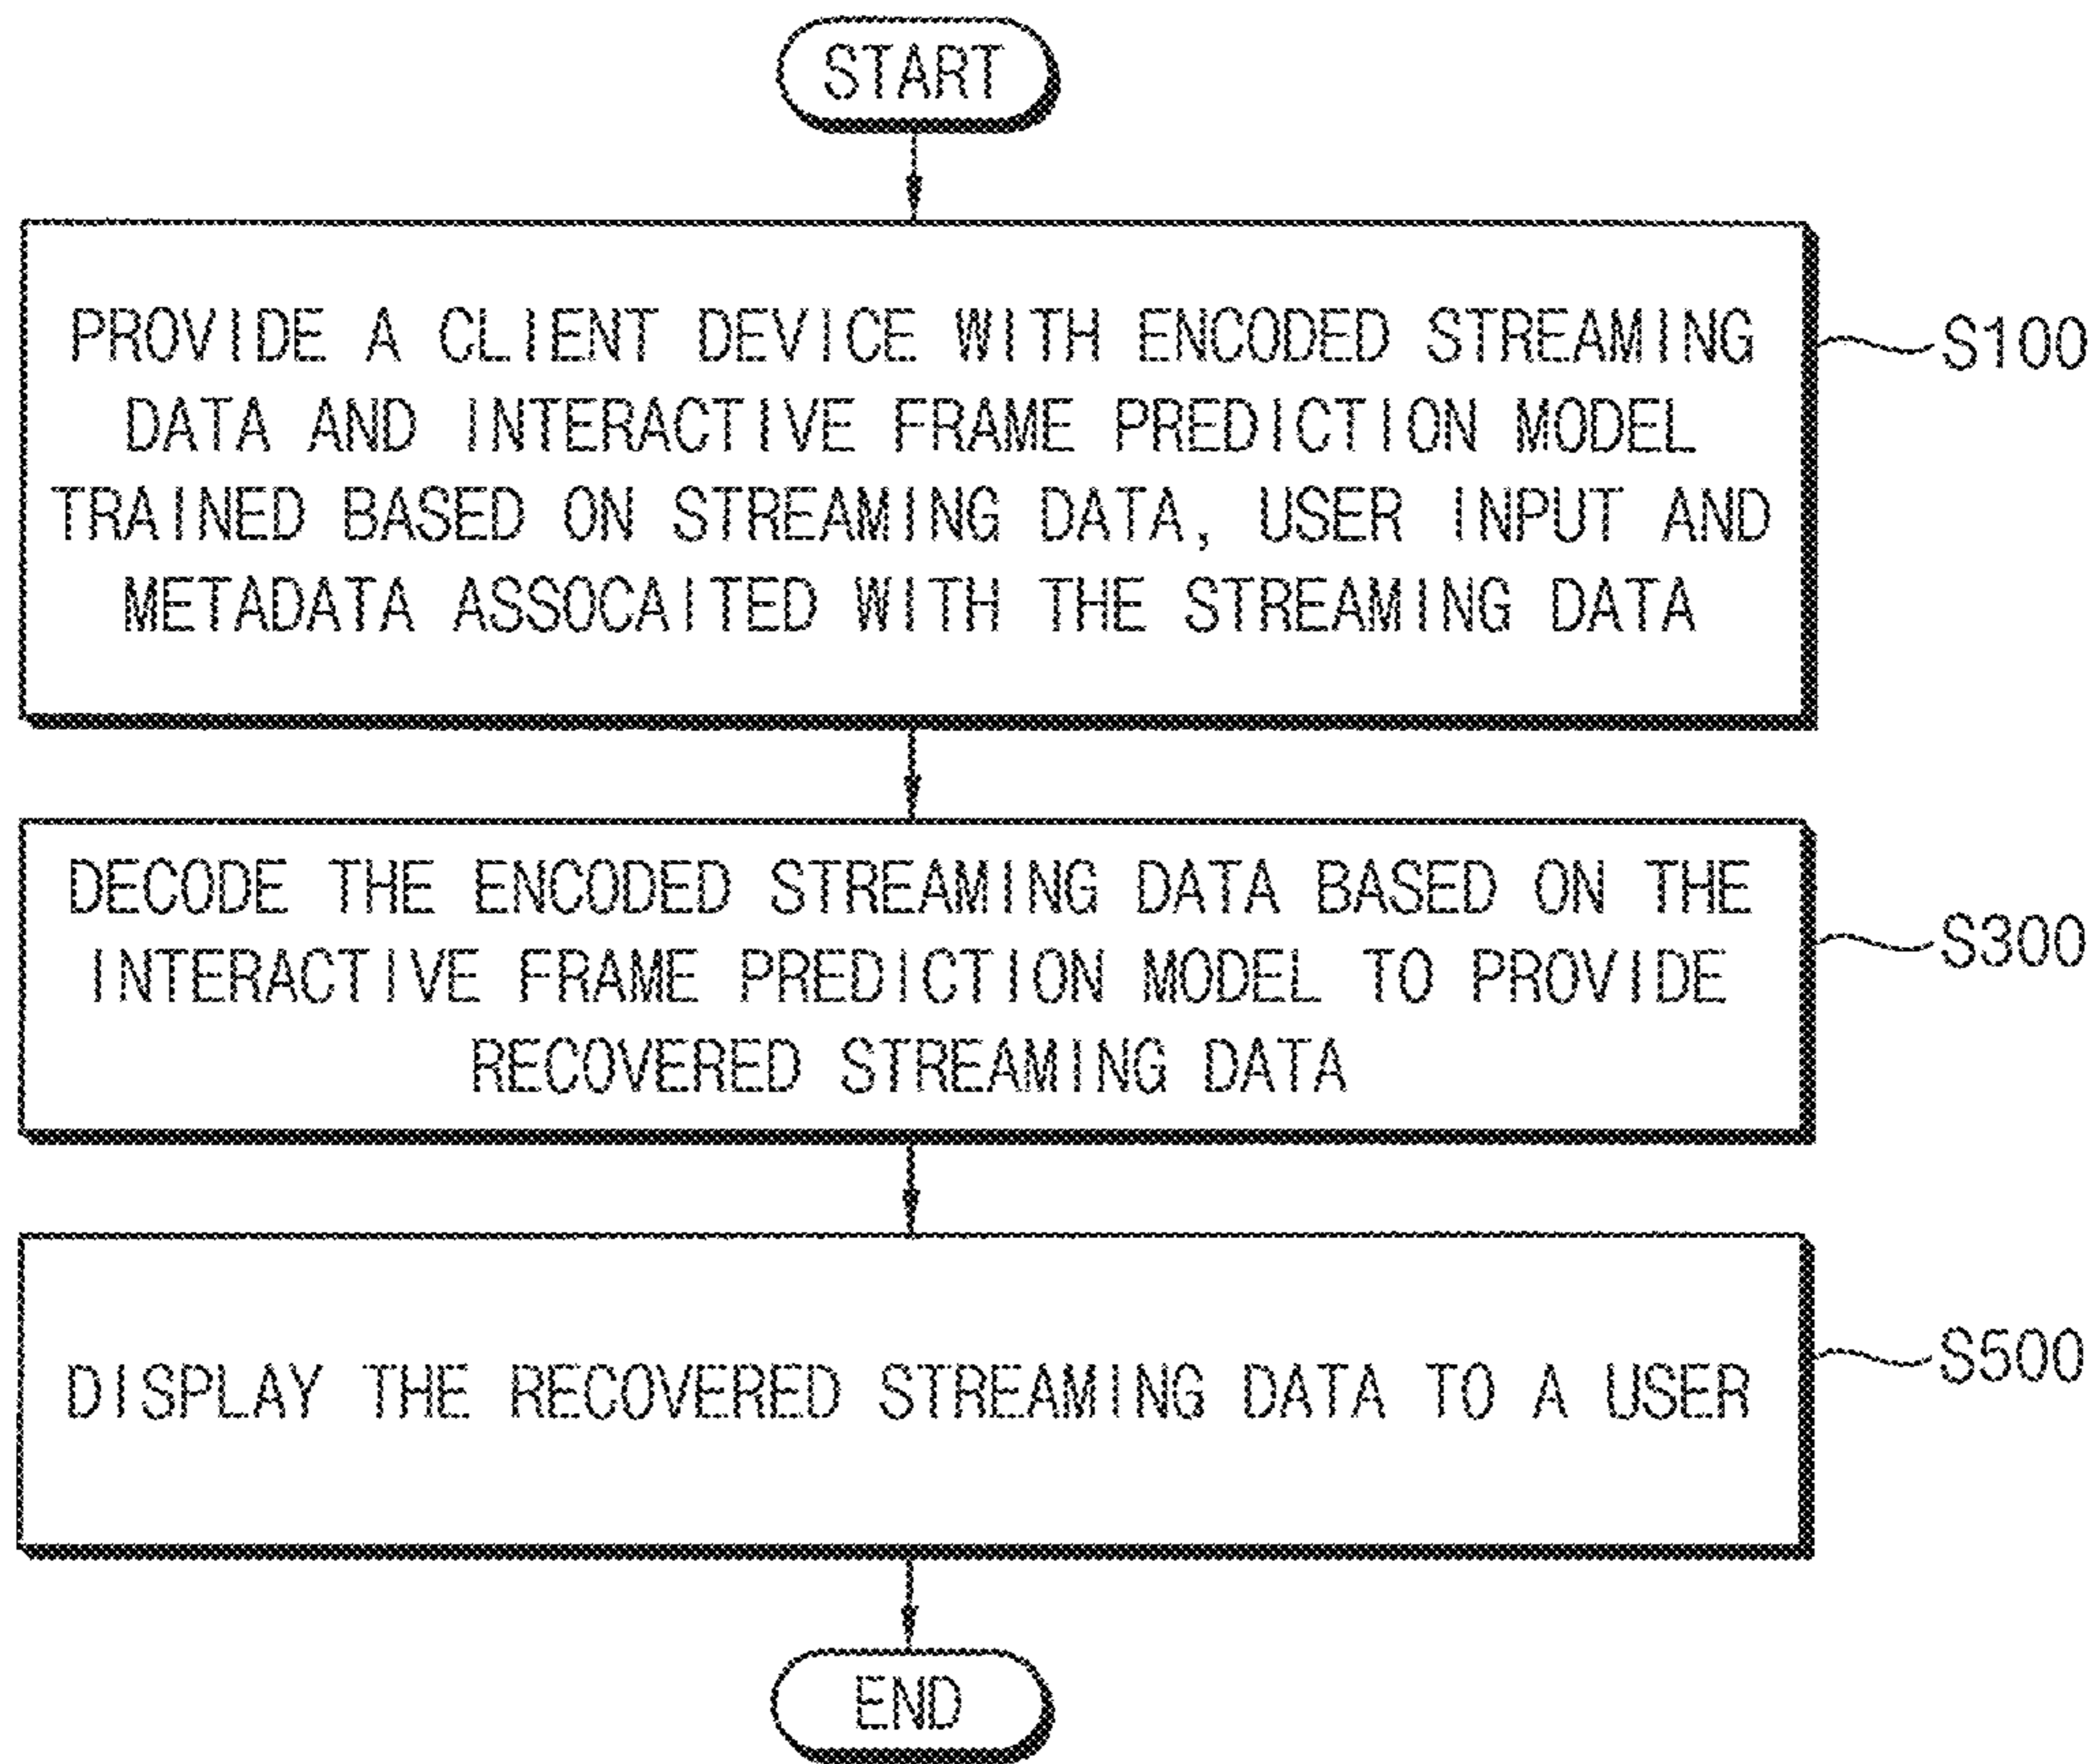 START
PROVIDE A CLIENT DEVICE WITH ENCODED STREAMING
DATA AND INTERACTIVE FRAME PREDICTION MODEL
TRAINED BASED ON STREAMING DATA, USER INPUT AND
METADATA ASSOCAITED WITH THE STREAMING DATA
S100
DECODE THE ENCODED STREAMING DATA BASED ON THE
INTERACTIVE FRAME PREDICTION MODEL TO PROVIDE
RECOVERED STREAMING DATA
S300
DISPLAY THE RECOVERED STREAMING DATA TO A USER
S500
END